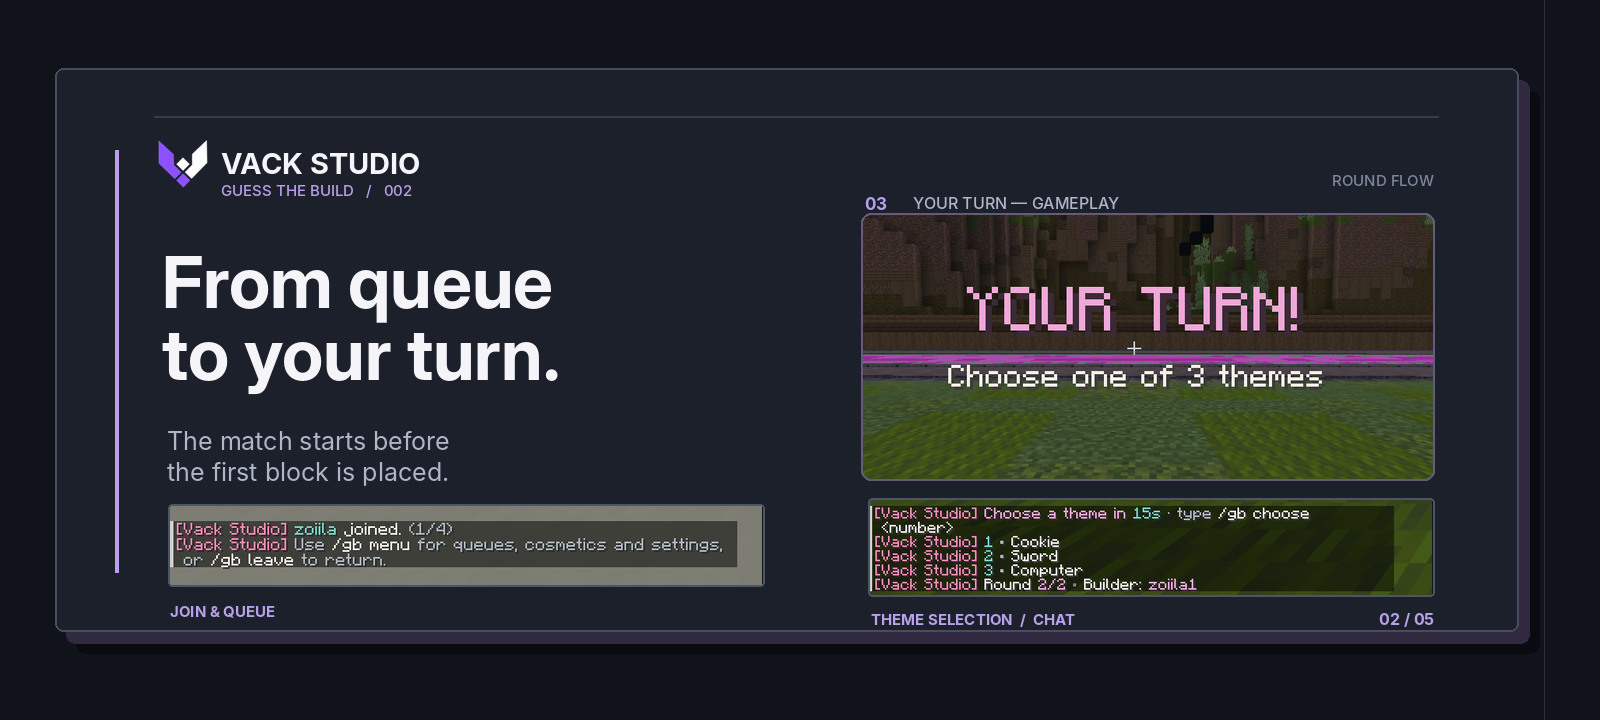 VACK STUDIO
GUESS THE BUILD / 002
From queue
to your turn.
The match starts before
the first block is placed.
[Vack Studio] zoiila joined. (1/4)
[Vack Studio] Use /gb menu for queues, cosmetics and settings,
or /gb leave to return.
JOIN & QUEUE
ROUND FLOW
03 YOUR TURN — GAMEPLAY
YOUR TURN!
Choose one of 3 themes
[Vack Studio] Choose a theme in 15s · type /gb choose
<number>
[Vack Studio] 1 • Cookie
[Vack Studio] 2 • Sword
[Vack Studio] 3 • Computer
[Vack Studio] Round 2/2 · Builder: zoiila1
THEME SELECTION / CHAT
02 / 05